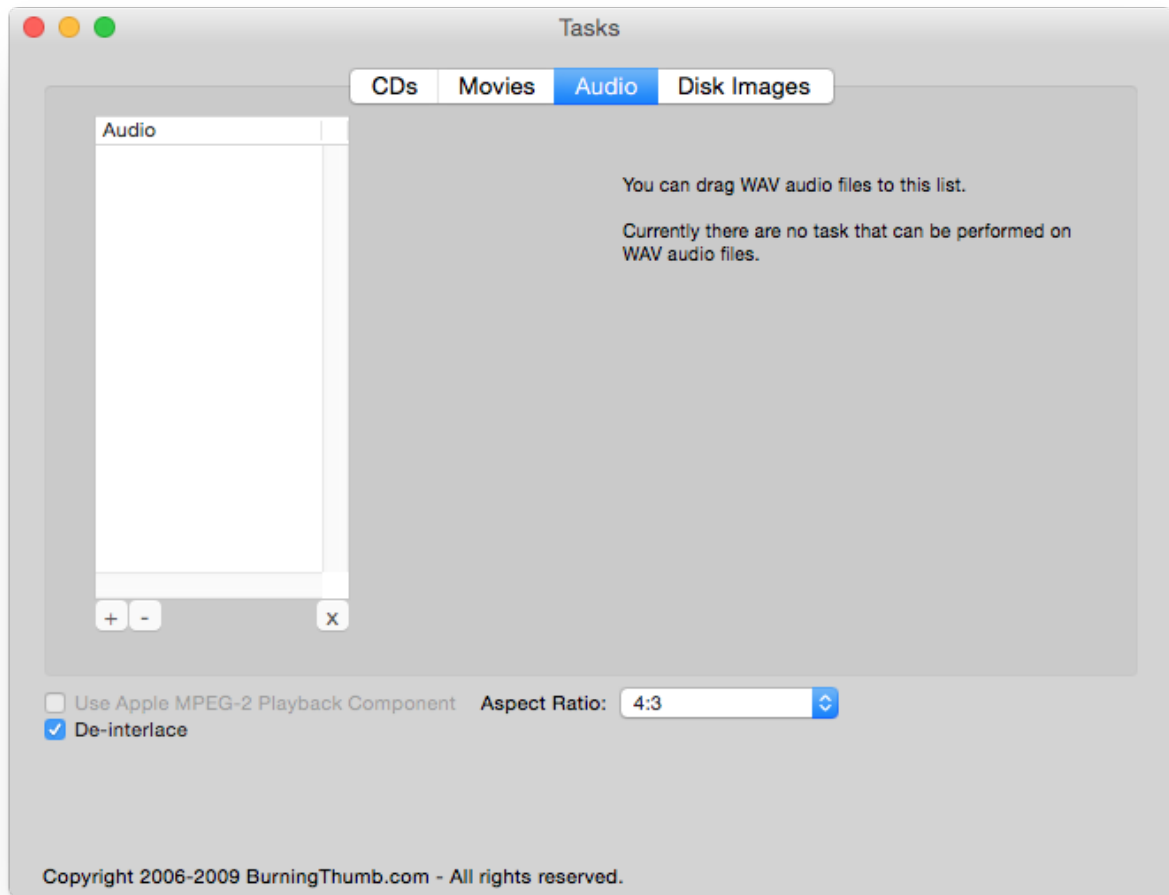 Tasks
CDs Movies Audio Disk Images
Audio
You can drag WAV audio files to this list.
Currently there are no task that can be performed on
WAV audio files.
+ - x
Use Apple MPEG-2 Playback Component Aspect Ratio: 4:3
De-interlace
Copyright 2006-2009 BurningThumb.com - All rights reserved.